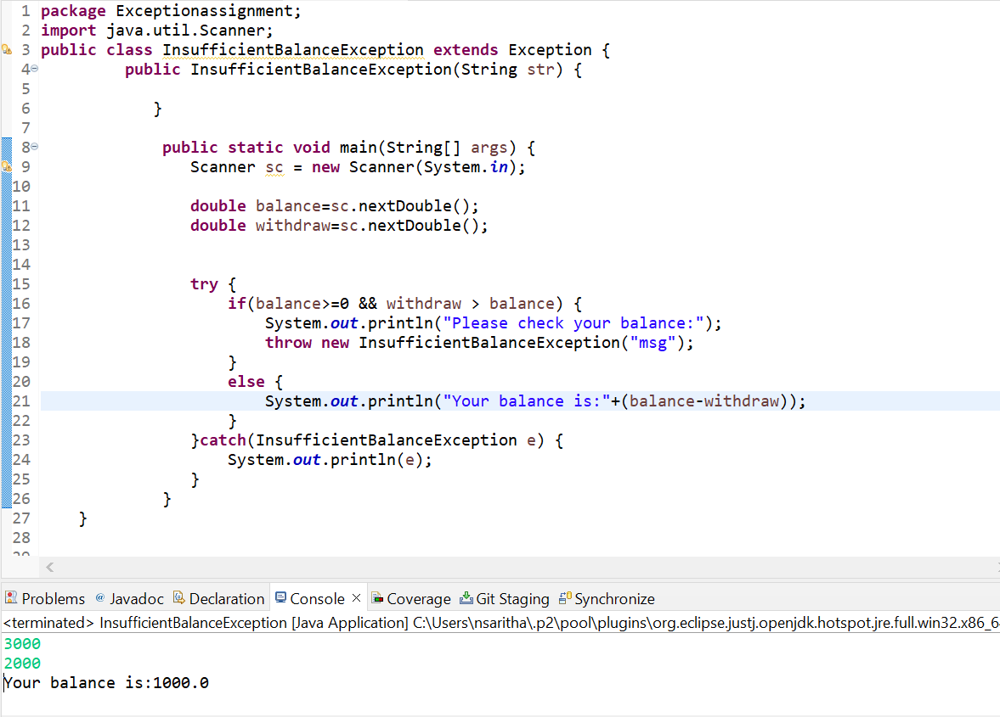 1 package Exceptionassignment;
2 import java.util.Scanner;
3 public class InsufficientBalanceException extends Exception {
4 public InsufficientBalanceException(String str) {
5
6 }
7
8 public static void main(String[] args) {
9 Scanner sc = new Scanner(System.in);
10
11 double balance=sc.nextDouble();
12 double withdraw=sc.nextDouble();
13
14
15 try {
16 if(balance>=0 && withdraw > balance) {
17 System.out.println("Please check your balance:");
18 throw new InsufficientBalanceException("msg");
19 }
20 else {
21 System.out.println("Your balance is:"+(balance-withdraw));
22 }
23 }catch(InsufficientBalanceException e) {
24 System.out.println(e);
25 }
26 }
27 }
28
Problems @ Javadoc Declaration Console × Coverage Git Staging Synchronize
<terminated> InsufficientBalanceException [Java Application] C:\Users\nsaritha\.p2\pool\plugins\org.eclipse.justj.openjdk.hotspot.jre.full.win32.x86_6
3000
2000
Your balance is:1000.0